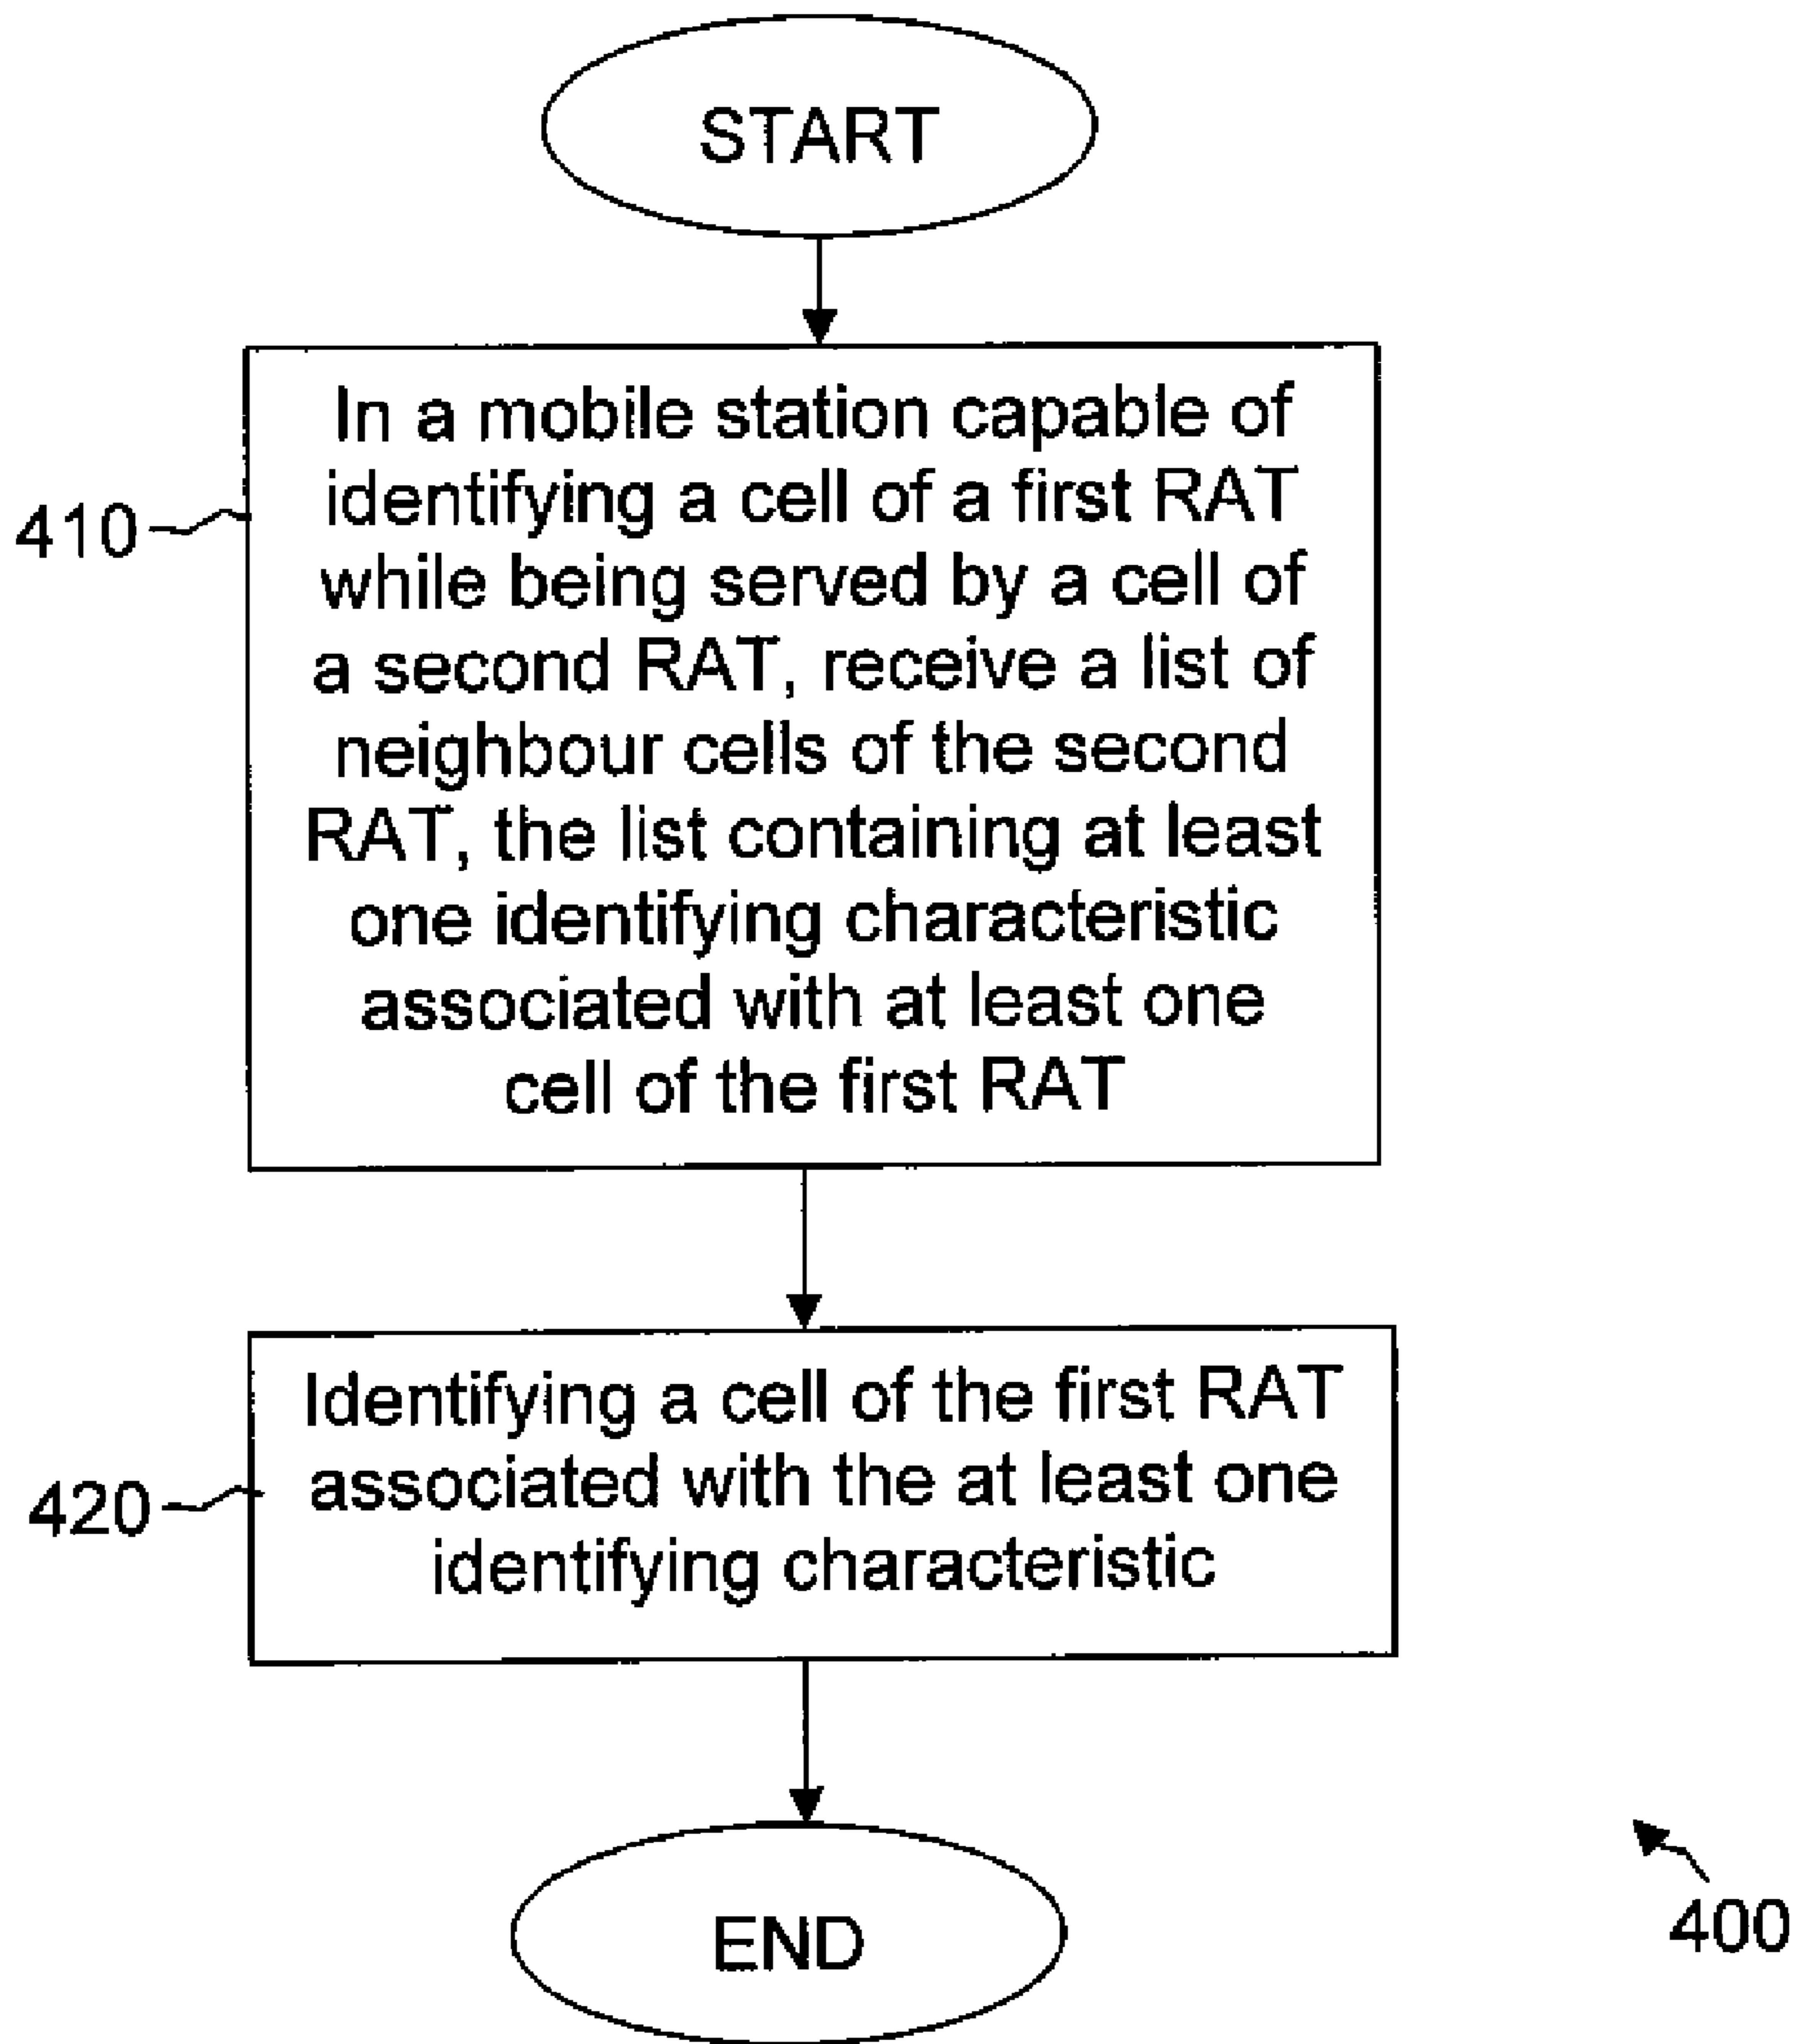 START
In a mobile station capable of
identifying a cell of a first RAT
while being served by a cell of
a second RAT, receive a list of
neighbour cells of the second
RAT, the list containing at least
one identifying characteristic
associated with at least one
cell of the first RAT
410
Identifying a cell of the first RAT
associated with the at least one
identifying characteristic
420
END
400